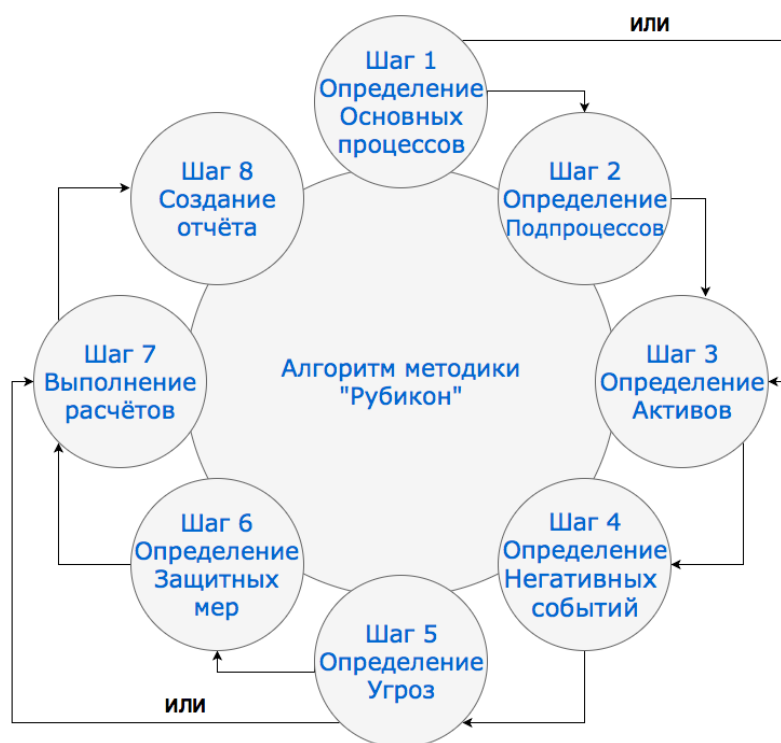 ИЛИ
Шаг 1
Определение
Основных
процессов
Шаг 2
Определение
Подпроцессов
Шаг 3
Определение
Активов
Шаг 4
Определение
Негативных
событий
Шаг 5
Определение
Угроз
ИЛИ
Шаг 6
Определение
Защитных
мер
Шаг 7
Выполнение
расчётов
Шаг 8
Создание
отчёта
Алгоритм методики
"Рубикон"